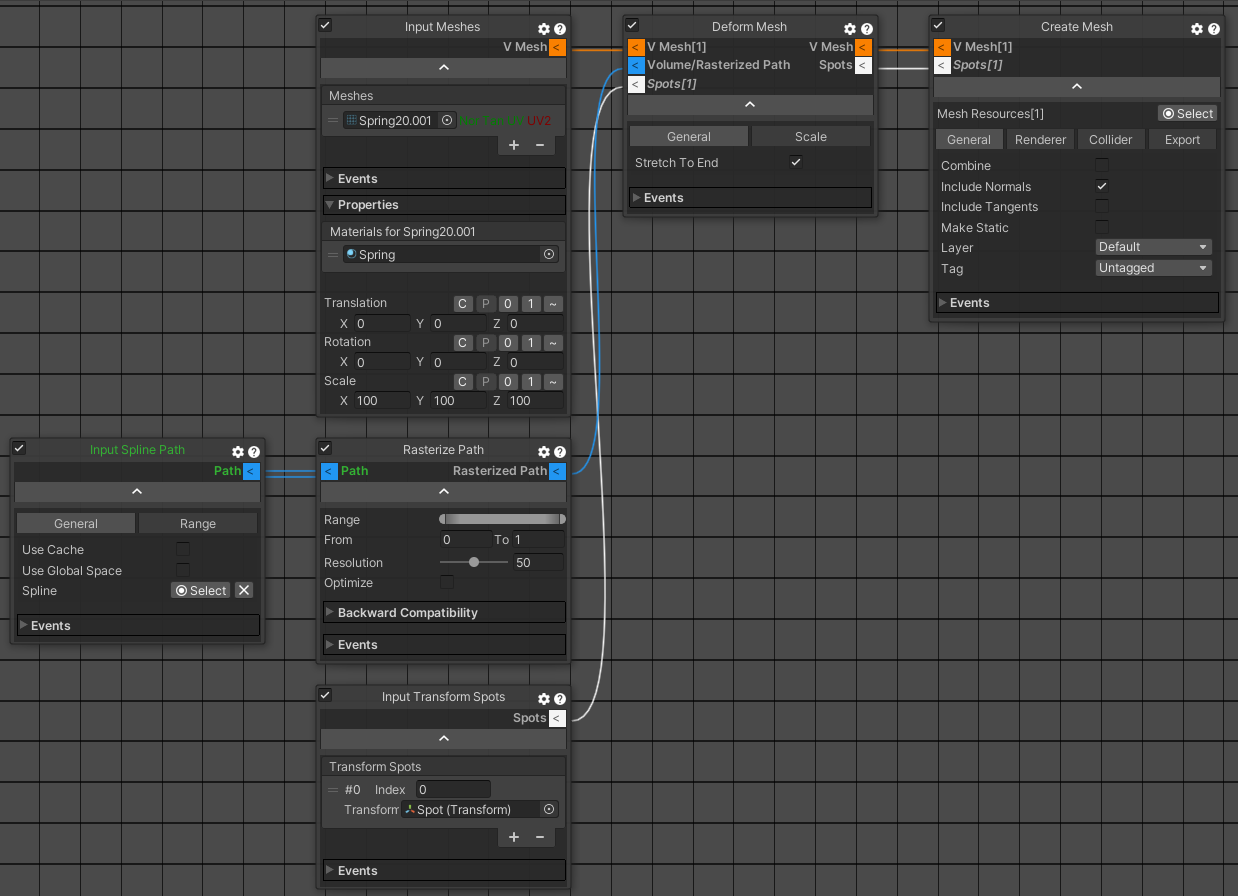 Input Meshes
V Mesh <
Meshes
Spring20.001 UV2
+ −
Events
Properties
Materials for Spring20.001
Spring
Translation C P 0 1 ~
X 0 Y 0 Z 0
Rotation C P 0 1 ~
X 0 Y 0 Z 0
Scale C P 0 1 ~
X 100 Y 100 Z 100
Deform Mesh
< V Mesh[1] V Mesh <
< Volume/Rasterized Path Spots <
< Spots[1]
General Scale
Stretch To End
Events
Create Mesh
< V Mesh[1]
< Spots[1]
Mesh Resources[1] Select
General Renderer Collider Export
Combine
Include Normals
Include Tangents
Make Static
Layer Default
Tag Untagged
Events
Input Spline Path
Path <
General Range
Use Cache
Use Global Space
Spline Select
Events
Rasterize Path
< Path Rasterized Path <
Range
From 0 To 1
Resolution 50
Optimize
Backward Compatibility
Events
Input Transform Spots
Spots <
Transform Spots
#0 Index 0
Transform Spot (Transform)
+ −
Events